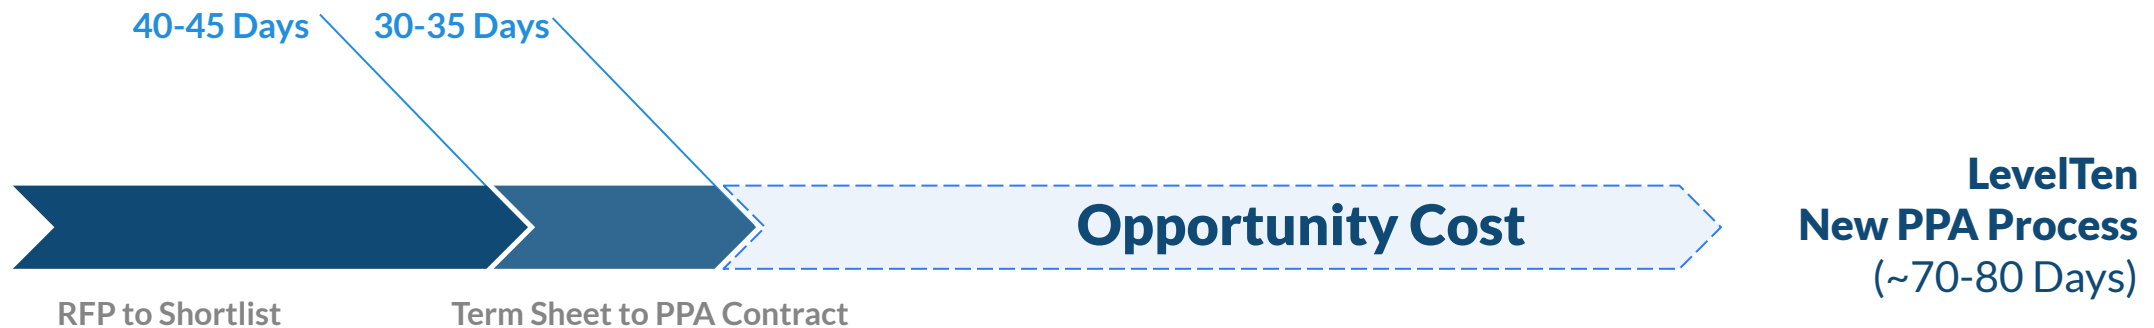 40-45 Days
30-35 Days
Opportunity Cost
LevelTen
New PPA Process
(~70-80 Days)
RFP to Shortlist
Term Sheet to PPA Contract